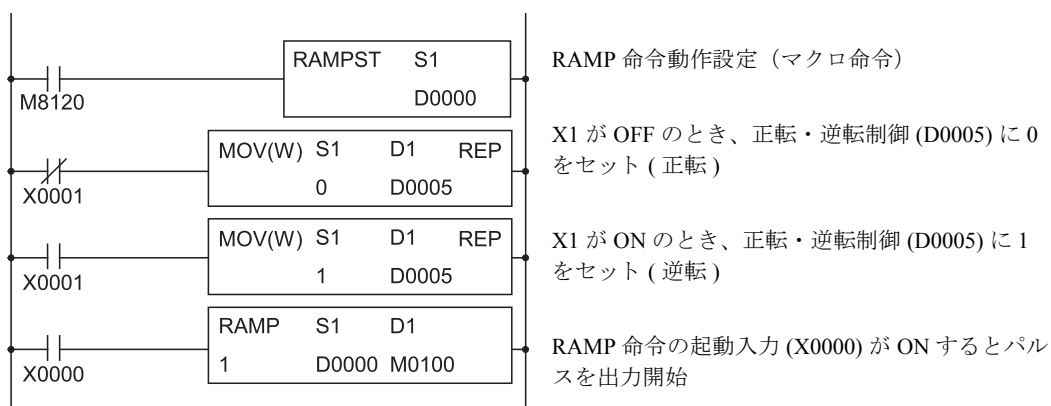 RAMPST S1
D0000
M8120
RAMP 命令動作設定（マクロ命令）
MOV(W) S1 D1 REP
0 D0005
X0001
X1 が OFF のとき、正転・逆転制御 (D0005) に 0
をセット ( 正転 )
MOV(W) S1 D1 REP
1 D0005
X0001
X1 が ON のとき、正転・逆転制御 (D0005) に 1
をセット ( 逆転 )
RAMP S1 D1
1 D0000 M0100
X0000
RAMP 命令の起動入力 (X0000) が ON するとパル
スを出力開始